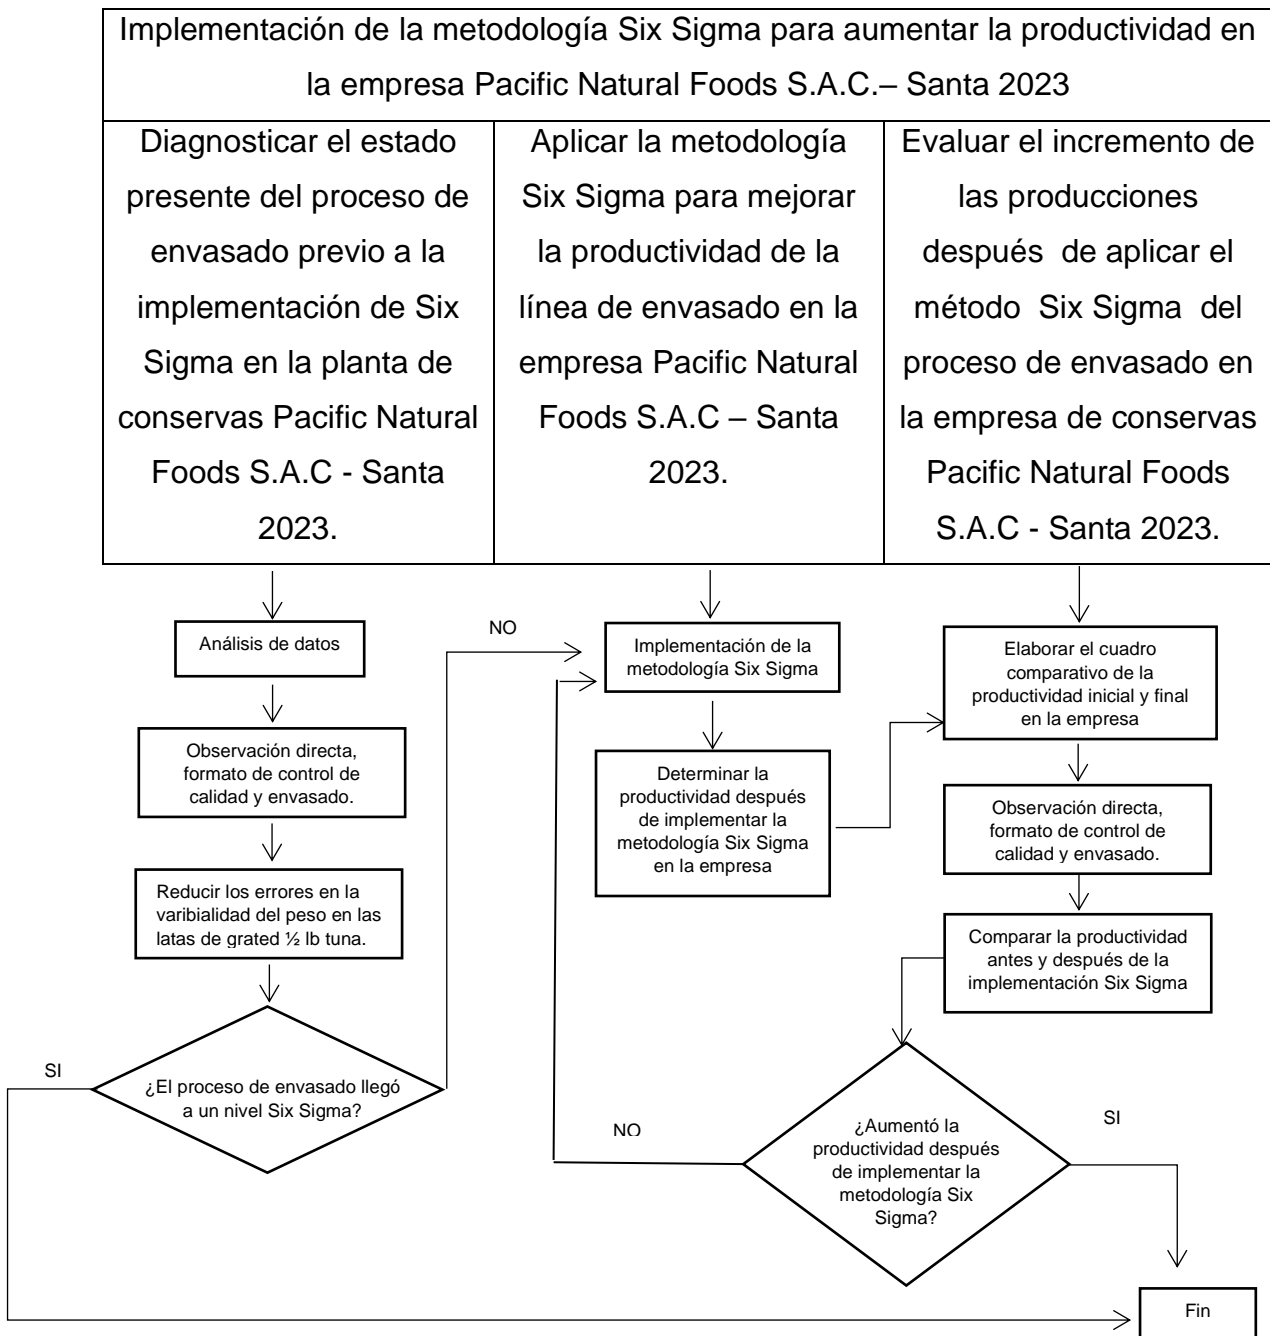 Implementación de la metodología Six Sigma para aumentar la productividad en
la empresa Pacific Natural Foods S.A.C.– Santa 2023
Diagnosticar el estado
presente del proceso de
envasado previo a la
implementación de Six
Sigma en la planta de
conservas Pacific Natural
Foods S.A.C - Santa
2023.
Aplicar la metodología
Six Sigma para mejorar
la productividad de la
línea de envasado en la
empresa Pacific Natural
Foods S.A.C – Santa
2023.
Evaluar el incremento de
las producciones
después de aplicar el
método Six Sigma del
proceso de envasado en
la empresa de conservas
Pacific Natural Foods
S.A.C - Santa 2023.
Análisis de datos
Observación directa,
formato de control de
calidad y envasado.
Reducir los errores en la
varibialidad del peso en las
latas de grated ½ lb tuna.
¿El proceso de envasado llegó
a un nivel Six Sigma?
SI
NO
Implementación de la
metodología Six Sigma
Determinar la
productividad después
de implementar la
metodología Six Sigma
en la empresa
Elaborar el cuadro
comparativo de la
productividad inicial y final
en la empresa
Observación directa,
formato de control de
calidad y envasado.
Comparar la productividad
antes y después de la
implementación Six Sigma
¿Aumentó la
productividad después
de implementar la
metodología Six
Sigma?
NO
SI
Fin